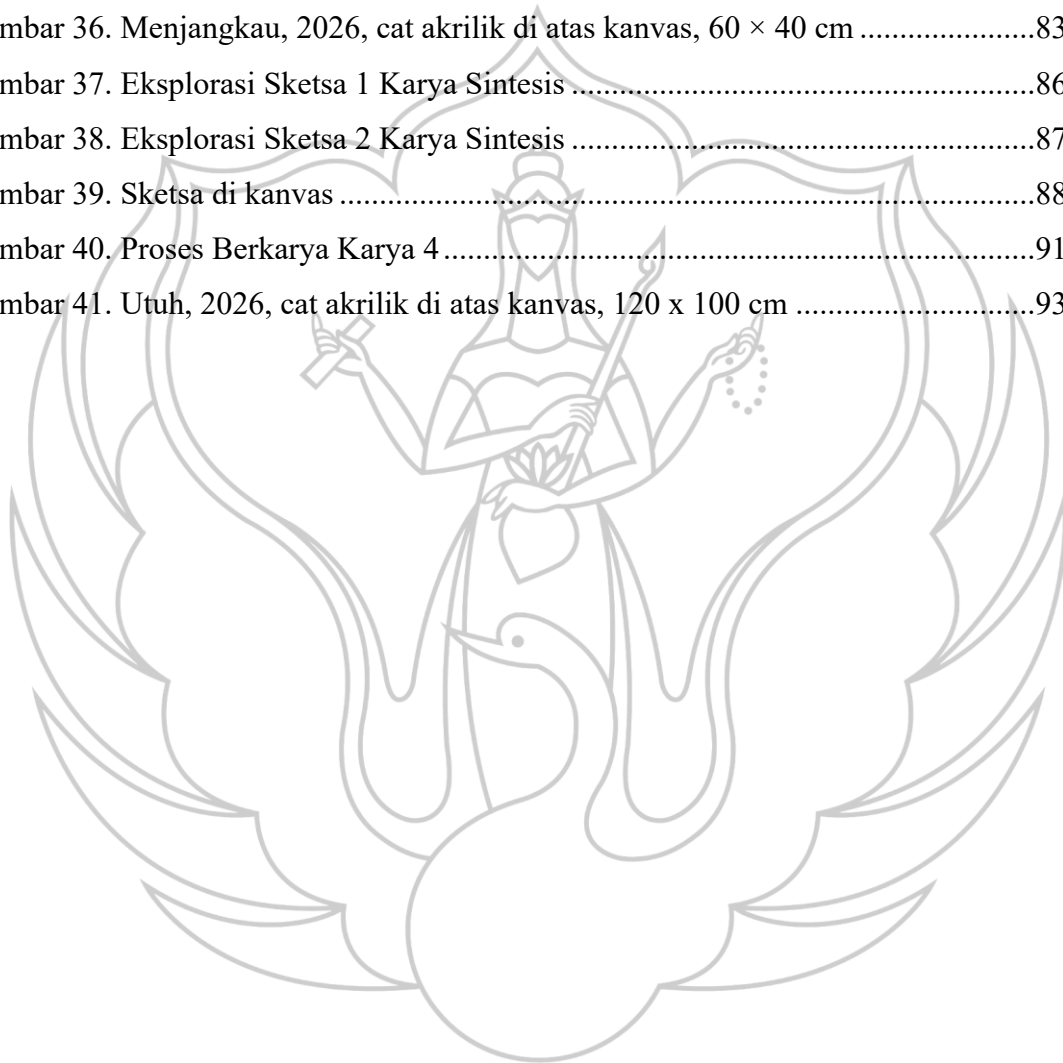 mbar 36. Menjangkau, 2026, cat akrilik di atas kanvas, 60 × 40 cm ....................83
mbar 37. Eksplorasi Sketsa 1 Karya Sintesis .....................................................86
mbar 38. Eksplorasi Sketsa 2 Karya Sintesis .....................................................87
mbar 39. Sketsa di kanvas ................................................................................88
mbar 40. Proses Berkarya Karya 4 ....................................................................91
mbar 41. Utuh, 2026, cat akrilik di atas kanvas, 120 x 100 cm ...........................93